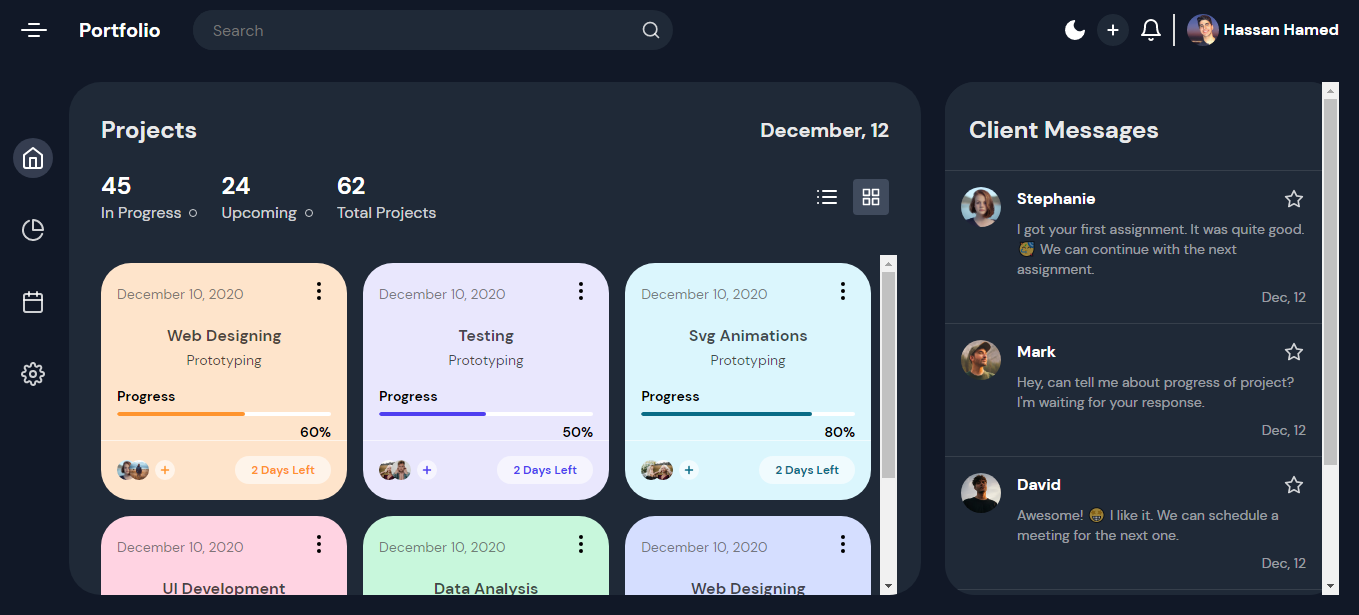 Portfolio
Search
Hassan Hamed
Projects
December, 12
45
24
62
In Progress
Upcoming
Total Projects
December 10, 2020
December 10, 2020
December 10, 2020
Web Designing
Testing
Svg Animations
Prototyping
Prototyping
Prototyping
Progress
Progress
Progress
60%
50%
80%
2 Days Left
2 Days Left
2 Days Left
December 10, 2020
December 10, 2020
December 10, 2020
UI Development
Data Analysis
Web Designing
Client Messages
Stephanie
I got your first assignment. It was quite good.
😴 We can continue with the next
assignment.
Dec, 12
Mark
Hey, can tell me about progress of project?
I'm waiting for your response.
Dec, 12
David
Awesome! 😁 I like it. We can schedule a
meeting for the next one.
Dec, 12